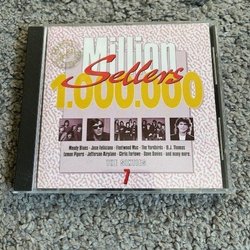 Million
Sellers
1.000.000
Moody Blues - Jose Feliciano - Fleetwood Mac - The Yardbirds - B.J. Thomas
Lemon Pipers - Jefferson Airplane - Chris Farlowe - Dave Davies - and many more.
THE SIXTIES
7